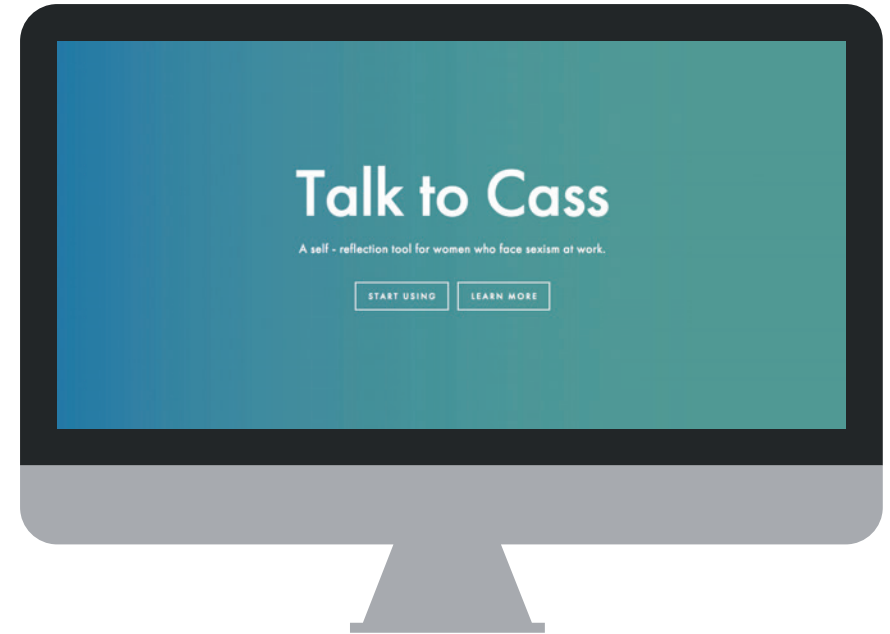 Talk to Cass
A self - reflection tool for women who face sexism at work.
START USING LEARN MORE